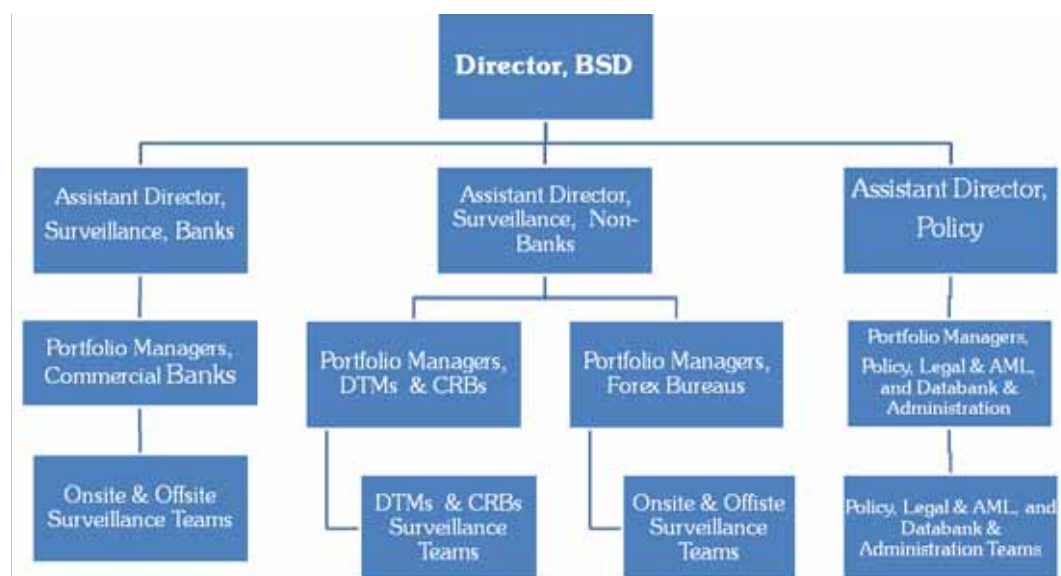 Director, BSD
Assistant Director,
Surveillance, Banks
Assistant Director,
Surveillance, Non-
Banks
Assistant Director,
Policy
Portfolio Managers,
Commercial Banks
Portfolio Managers,
DTMs & CRBs
Portfolio Managers,
Forex Bureaus
Portfolio Managers,
Policy, Legal & AML,
and Databank &
Administration
Onsite & Offsite
Surveillance Teams
DTMs & CRBs
Surveillance
Teams
Onsite & Offiste
Surveillance
Teams
Policy, Legal & AML, and
Databank &
Administration Teams